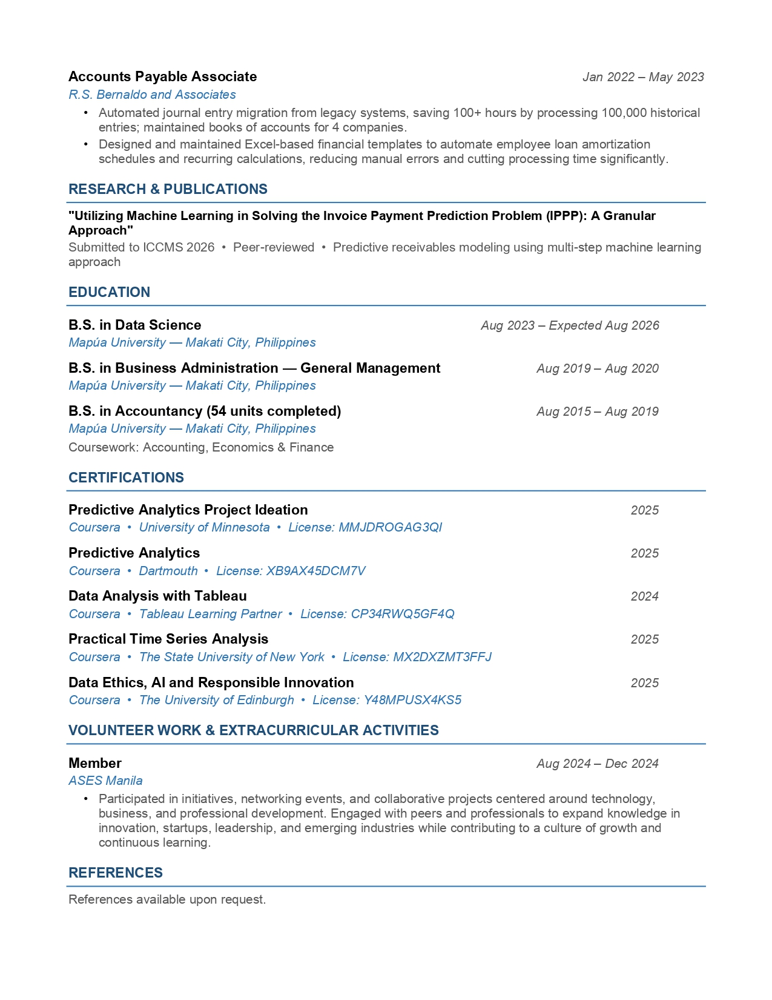 Accounts Payable Associate Jan 2022 – May 2023
R.S. Bernaldo and Associates
• Automated journal entry migration from legacy systems, saving 100+ hours by processing 100,000 historical
entries; maintained books of accounts for 4 companies.
• Designed and maintained Excel-based financial templates to automate employee loan amortization
schedules and recurring calculations, reducing manual errors and cutting processing time significantly.
RESEARCH & PUBLICATIONS
"Utilizing Machine Learning in Solving the Invoice Payment Prediction Problem (IPPP): A Granular
Approach"
Submitted to ICCMS 2026 • Peer-reviewed • Predictive receivables modeling using multi-step machine learning
approach
EDUCATION
B.S. in Data Science Aug 2023 – Expected Aug 2026
Mapúa University — Makati City, Philippines
B.S. in Business Administration — General Management Aug 2019 – Aug 2020
Mapúa University — Makati City, Philippines
B.S. in Accountancy (54 units completed) Aug 2015 – Aug 2019
Mapúa University — Makati City, Philippines
Coursework: Accounting, Economics & Finance
CERTIFICATIONS
Predictive Analytics Project Ideation 2025
Coursera • University of Minnesota • License: MMJDROGAG3QI
Predictive Analytics 2025
Coursera • Dartmouth • License: XB9AX45DCM7V
Data Analysis with Tableau 2024
Coursera • Tableau Learning Partner • License: CP34RWQ5GF4Q
Practical Time Series Analysis 2025
Coursera • The State University of New York • License: MX2DXZMT3FFJ
Data Ethics, AI and Responsible Innovation 2025
Coursera • The University of Edinburgh • License: Y48MPUSX4KS5
VOLUNTEER WORK & EXTRACURRICULAR ACTIVITIES
Member Aug 2024 – Dec 2024
ASES Manila
• Participated in initiatives, networking events, and collaborative projects centered around technology,
business, and professional development. Engaged with peers and professionals to expand knowledge in
innovation, startups, leadership, and emerging industries while contributing to a culture of growth and
continuous learning.
REFERENCES
References available upon request.